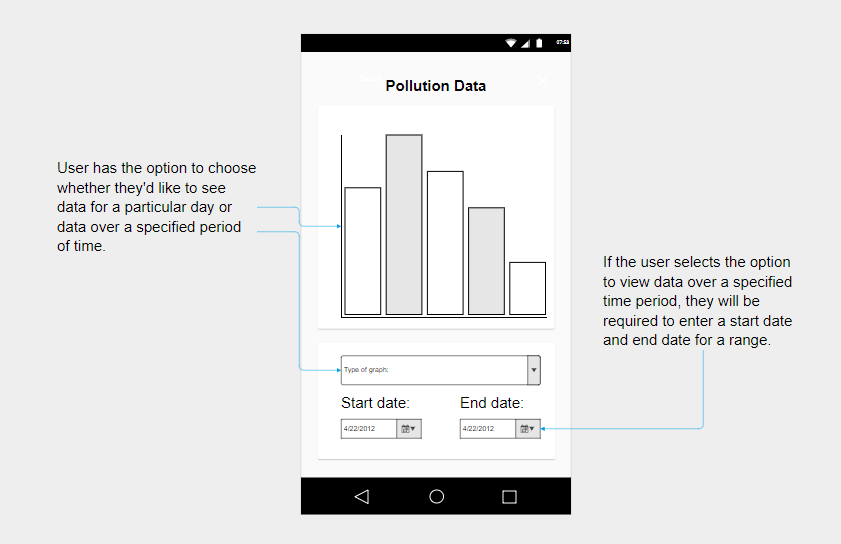 07:53
Pollution Data
User has the option to choose
whether they'd like to see
data for a particular day or
data over a specified period
of time.
If the user selects the option
to view data over a specified
time period, they will be
required to enter a start date
and end date for a range.
Type of graph:
Start date:
End date:
4/22/2012
4/22/2012